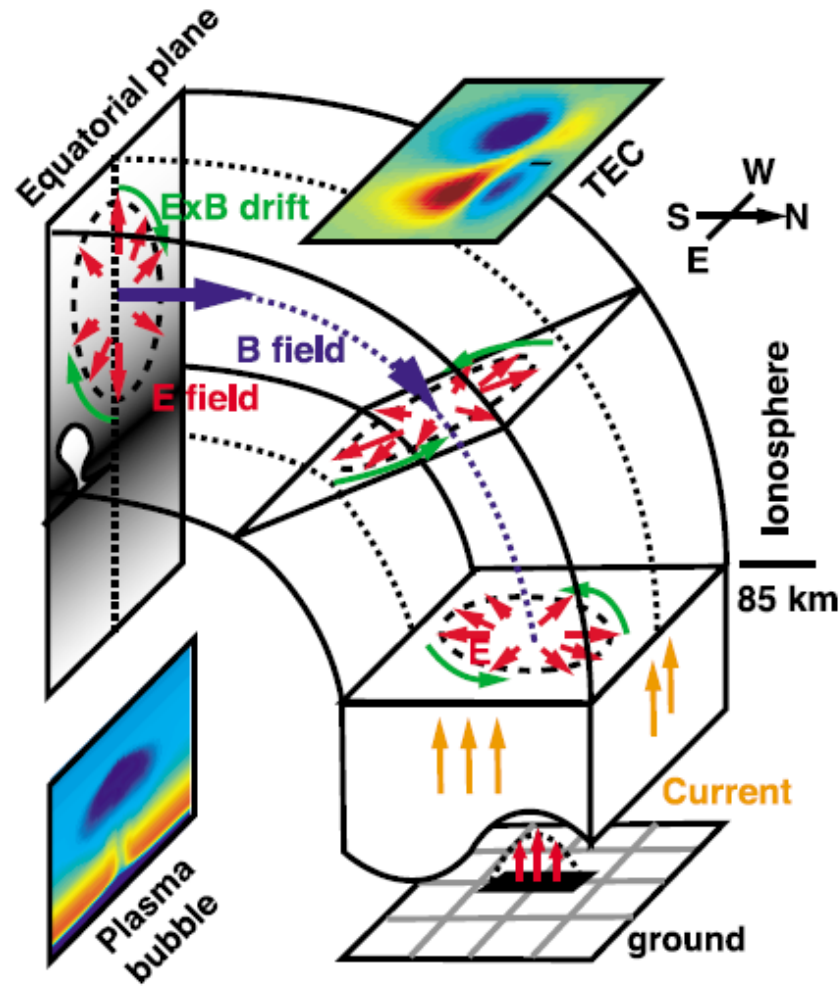 Equatorial plane
ExB drift
TEC
W
S
N
E
B field
E field
Ionosphere
85 km
E
Current
Plasma
bubble
ground